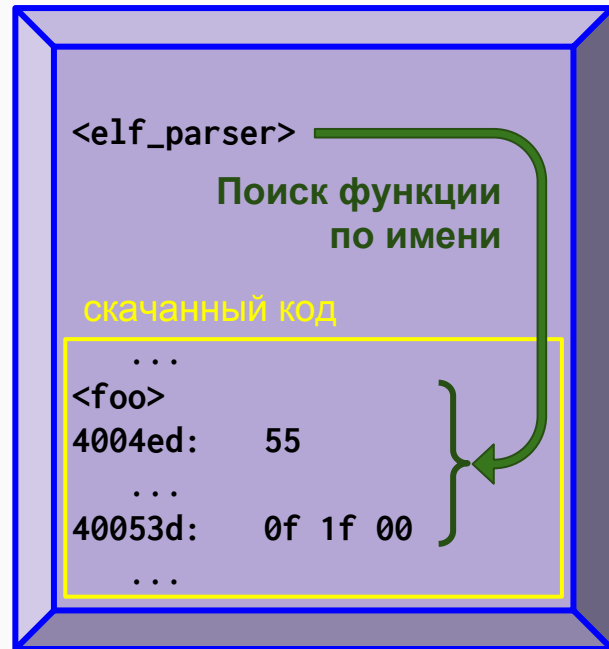 <elf_parser>
Поиск функции
по имени
скачанный код
...
<foo>
4004ed: 55
...
40053d: 0f 1f 00
...